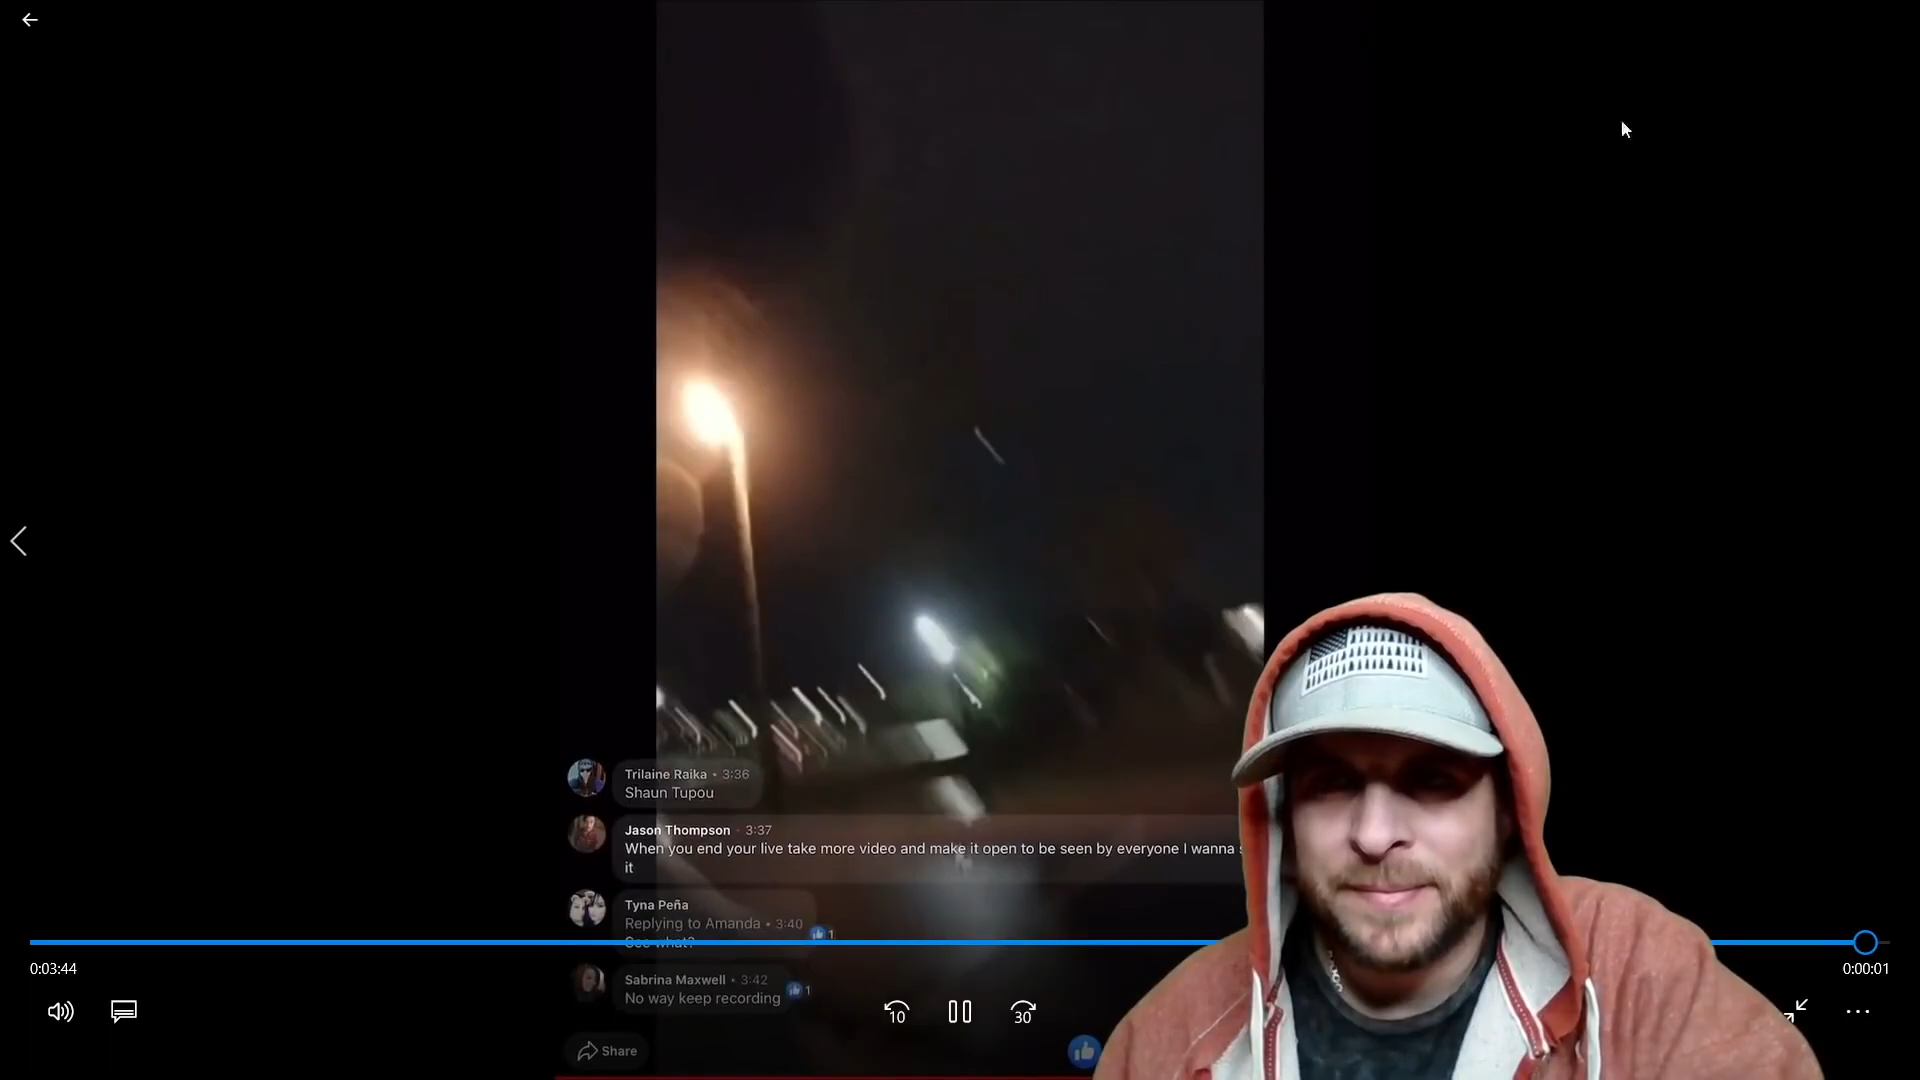 Trilaine Raika • 3:36
Shaun Tupou
Jason Thompson · 3:37
When you end your live take more video and make it open to be seen by everyone I wanna s
it
Tyna Peña
Replying to Amanda • 3:40
1
See what?
0:03:44
0:00:01
Sabrina Maxwell • 3:42
No way keep recording
1
10
30
Share